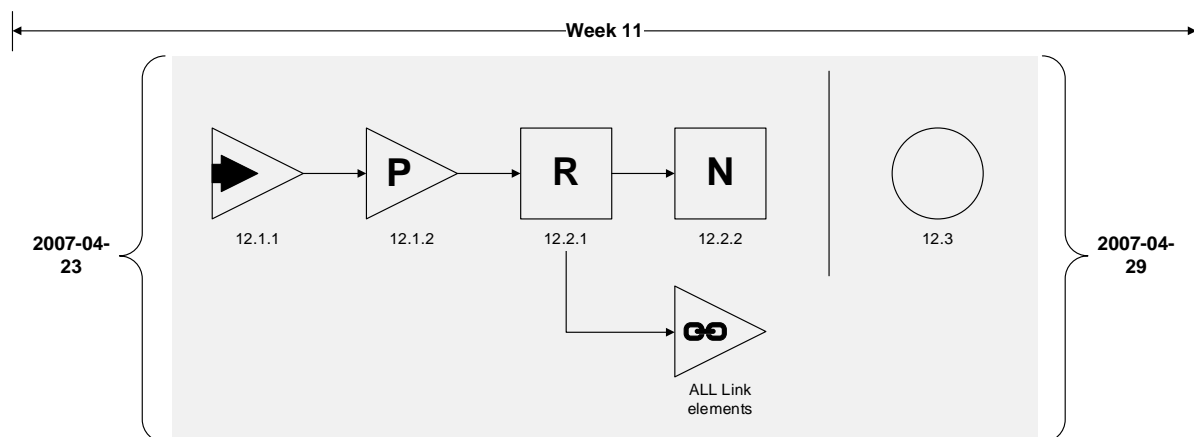 Week 11
P
R
N
12.1.1
12.1.2
12.2.1
12.2.2
12.3
2007-04-
23
2007-04-
29
ALL Link
elements